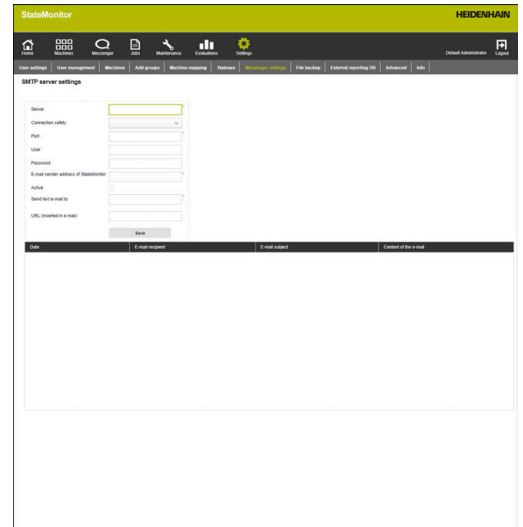 StateMonitor HEIDENHAIN
Home Machines Messenger Jobs Maintenance Evaluations Settings Default Administrator Logout
User settings User management Machines Add groups Machine mapping Statuses Messenger settings File backup External reporting DB Advanced Info
SMTP server settings
Server *
Connection safety
Port *
User
Password
E-mail sender address of StateMonitor *
Active
Send test e-mail to *
URL (inserted in e-mail)
Save
Date E-mail recipient E-mail subject Content of the e-mail